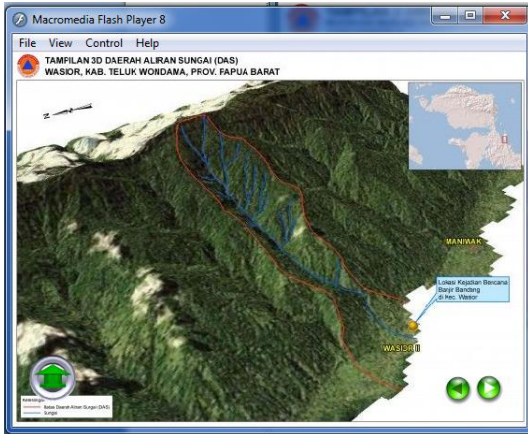 Macromedia Flash Player 8
File View Control Help
TAMPILAN 3D DAERAH ALIRAN SUNGAI (DAS)
WASIOR, KAB. TELUK WONDAMA, PROV. PAPUA BARAT
MANIWAK
Lokasi Kejadian Bencana
Banjir Bandang
di Kec. Wasior
WASIOR II
Keterangan
Batas Daerah Aliran Sungai (DAS)
Sungai